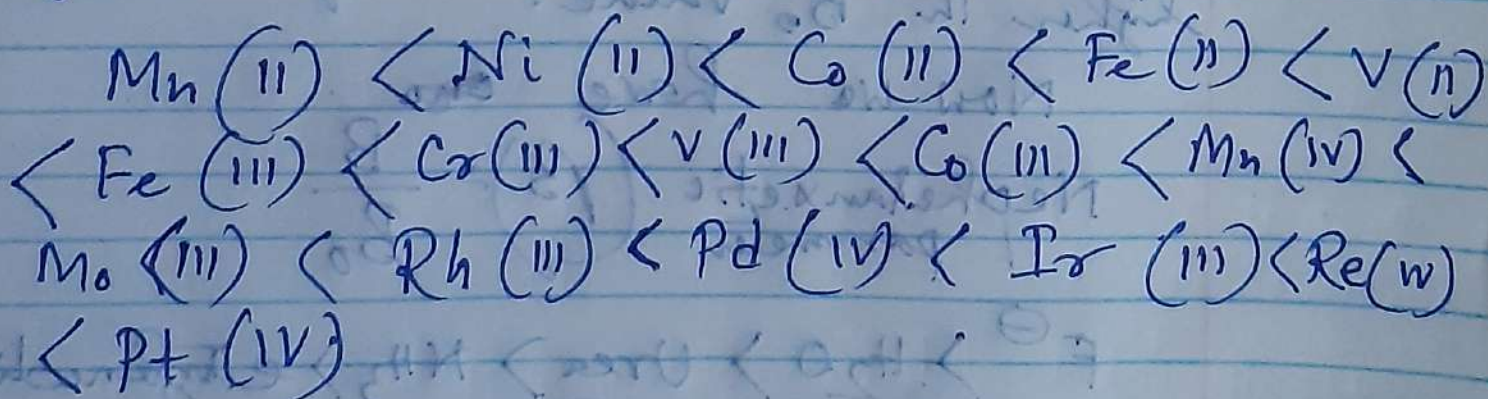 Mn (II) < Ni (II) < Co (II) < Fe (II) < V (II)
< Fe (III) < Cr (III) < V (III) < Co (III) < Mn (IV) <
Mo (III) < Rh (III) < Pd (IV) < Ir (III) < Re (IV)
< Pt (IV)